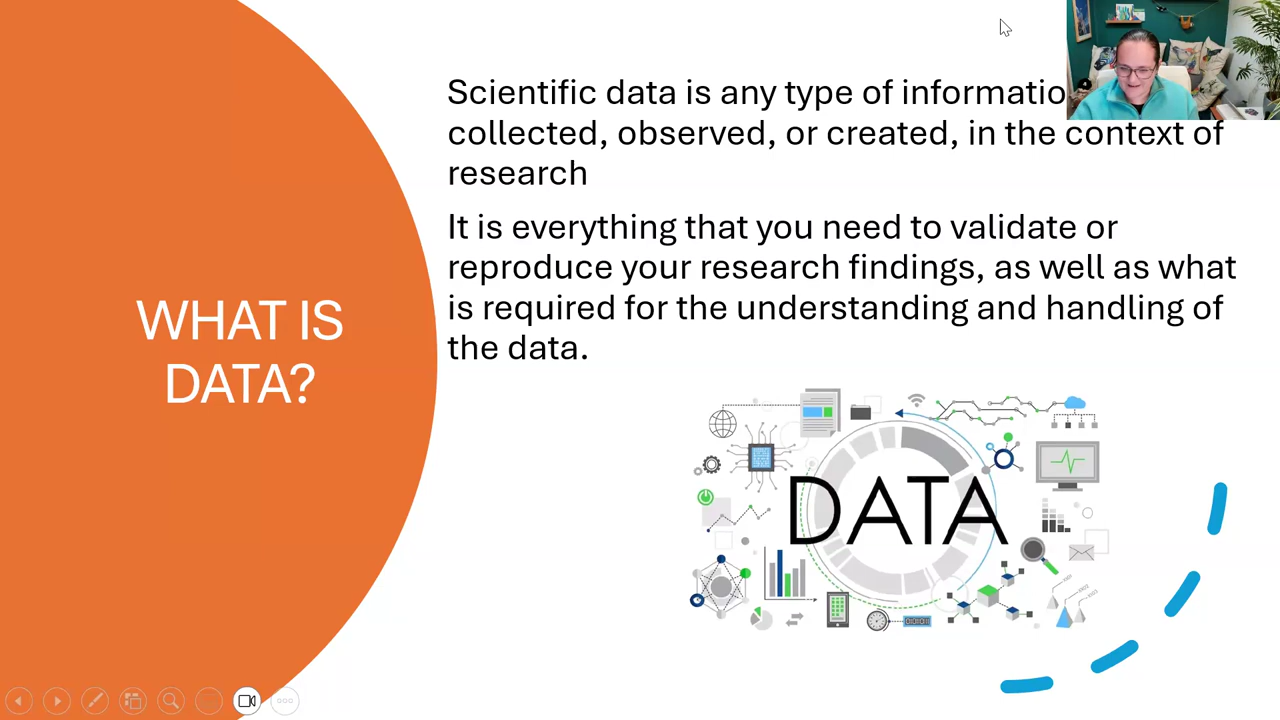 Scientific data is any type of informatio
collected, observed, or created, in the context of
research
It is everything that you need to validate or
reproduce your research findings, as well as what
is required for the understanding and handling of
the data.
WHAT IS
DATA?
DATA